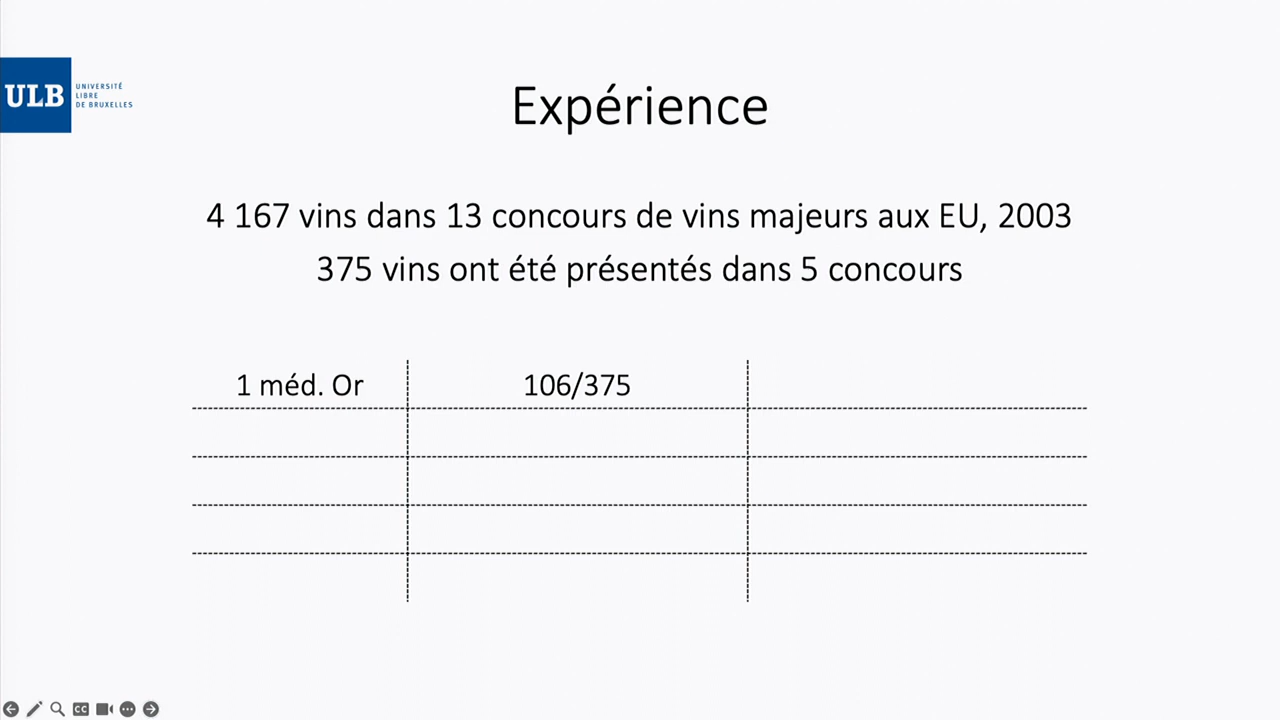 ULB
UNIVERSITÉ
LIBRE
DE BRUXELLES
Expérience
4 167 vins dans 13 concours de vins majeurs aux EU, 2003
375 vins ont été présentés dans 5 concours
1 méd. Or 106/375
CC